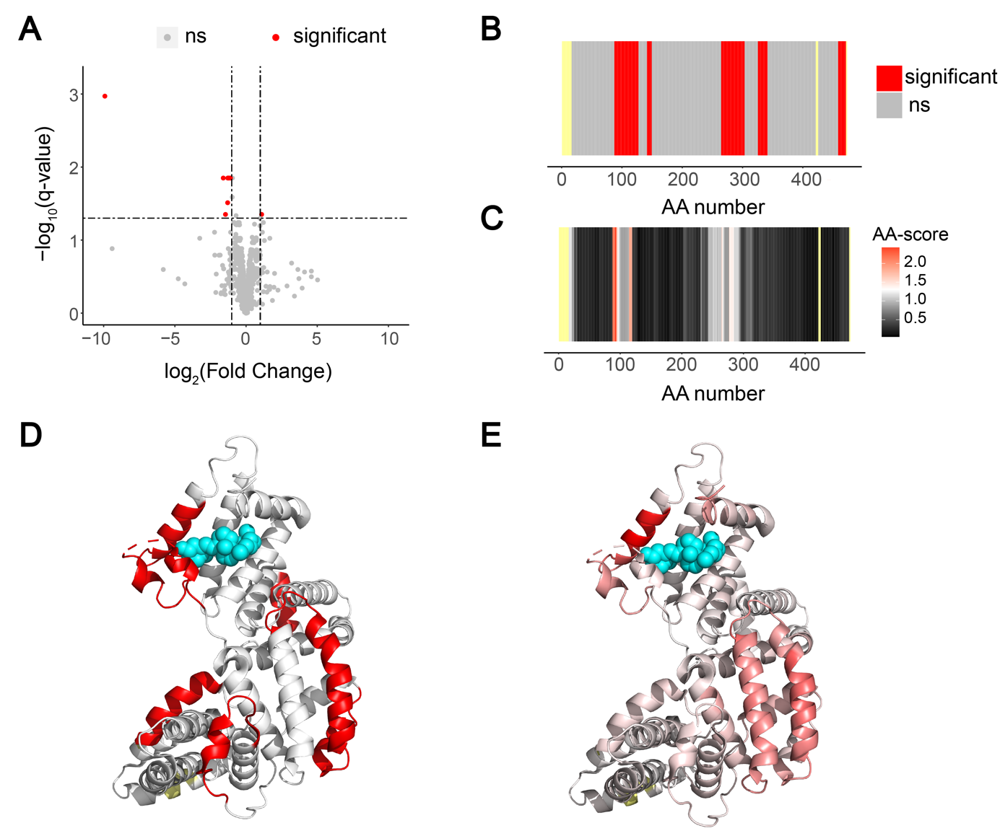 A
ns
significant
3
2
1
0
−log10(q-value)
−10
−5
0
5
10
log2(Fold Change)
B
significant
ns
0
100
200
300
400
AA number
C
AA-score
2.0
1.5
1.0
0.5
0
100
200
300
400
AA number
D
E